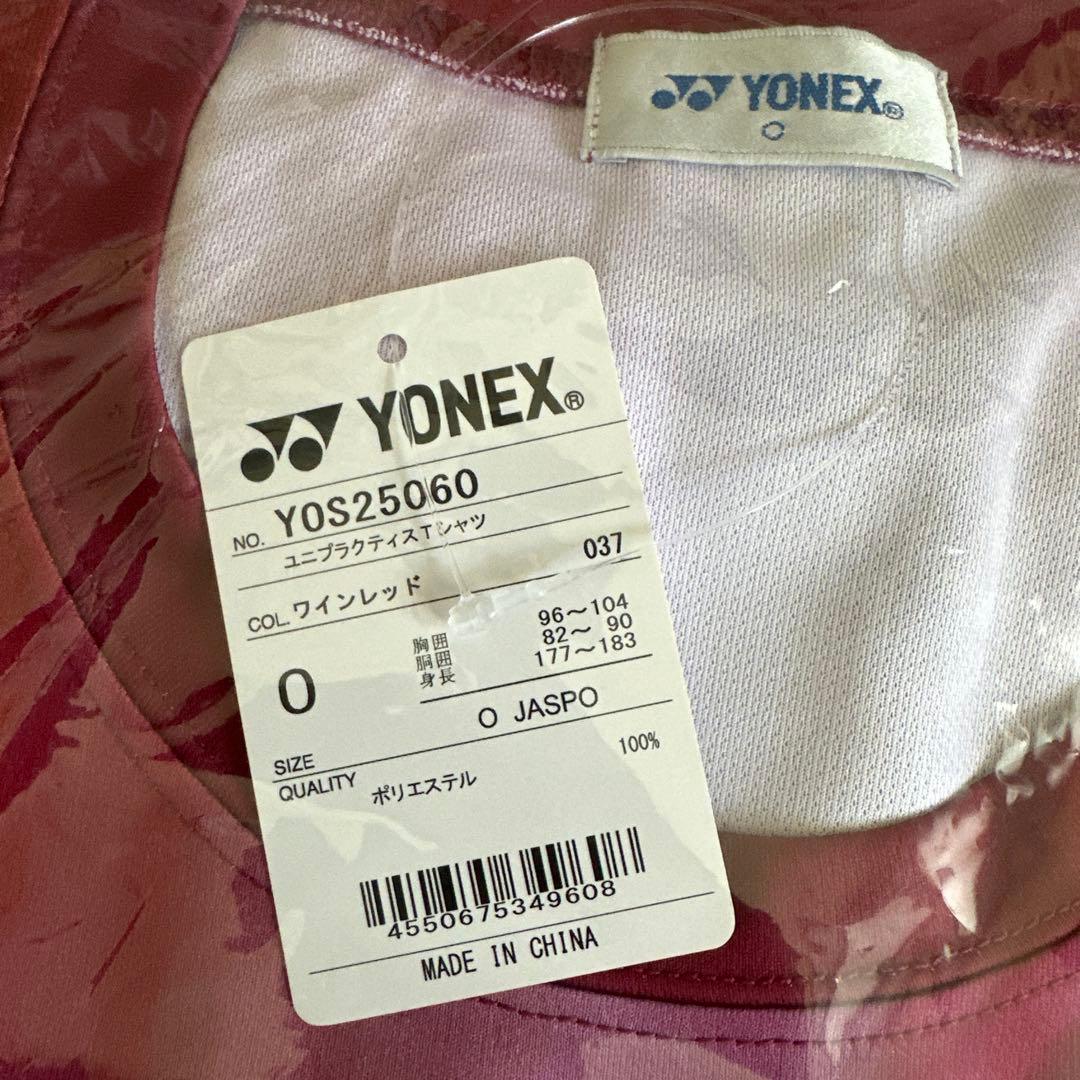 YONEX®
O
YONEX®
NO. YOS25060
ユニプラクティスTシャツ
COL. ワインレッド 037
O
胸囲 96〜104
胴囲 82〜 90
身長 177〜183
O JASPO
SIZE
QUALITY 100%
ポリエステル
4550675349608
MADE IN CHINA